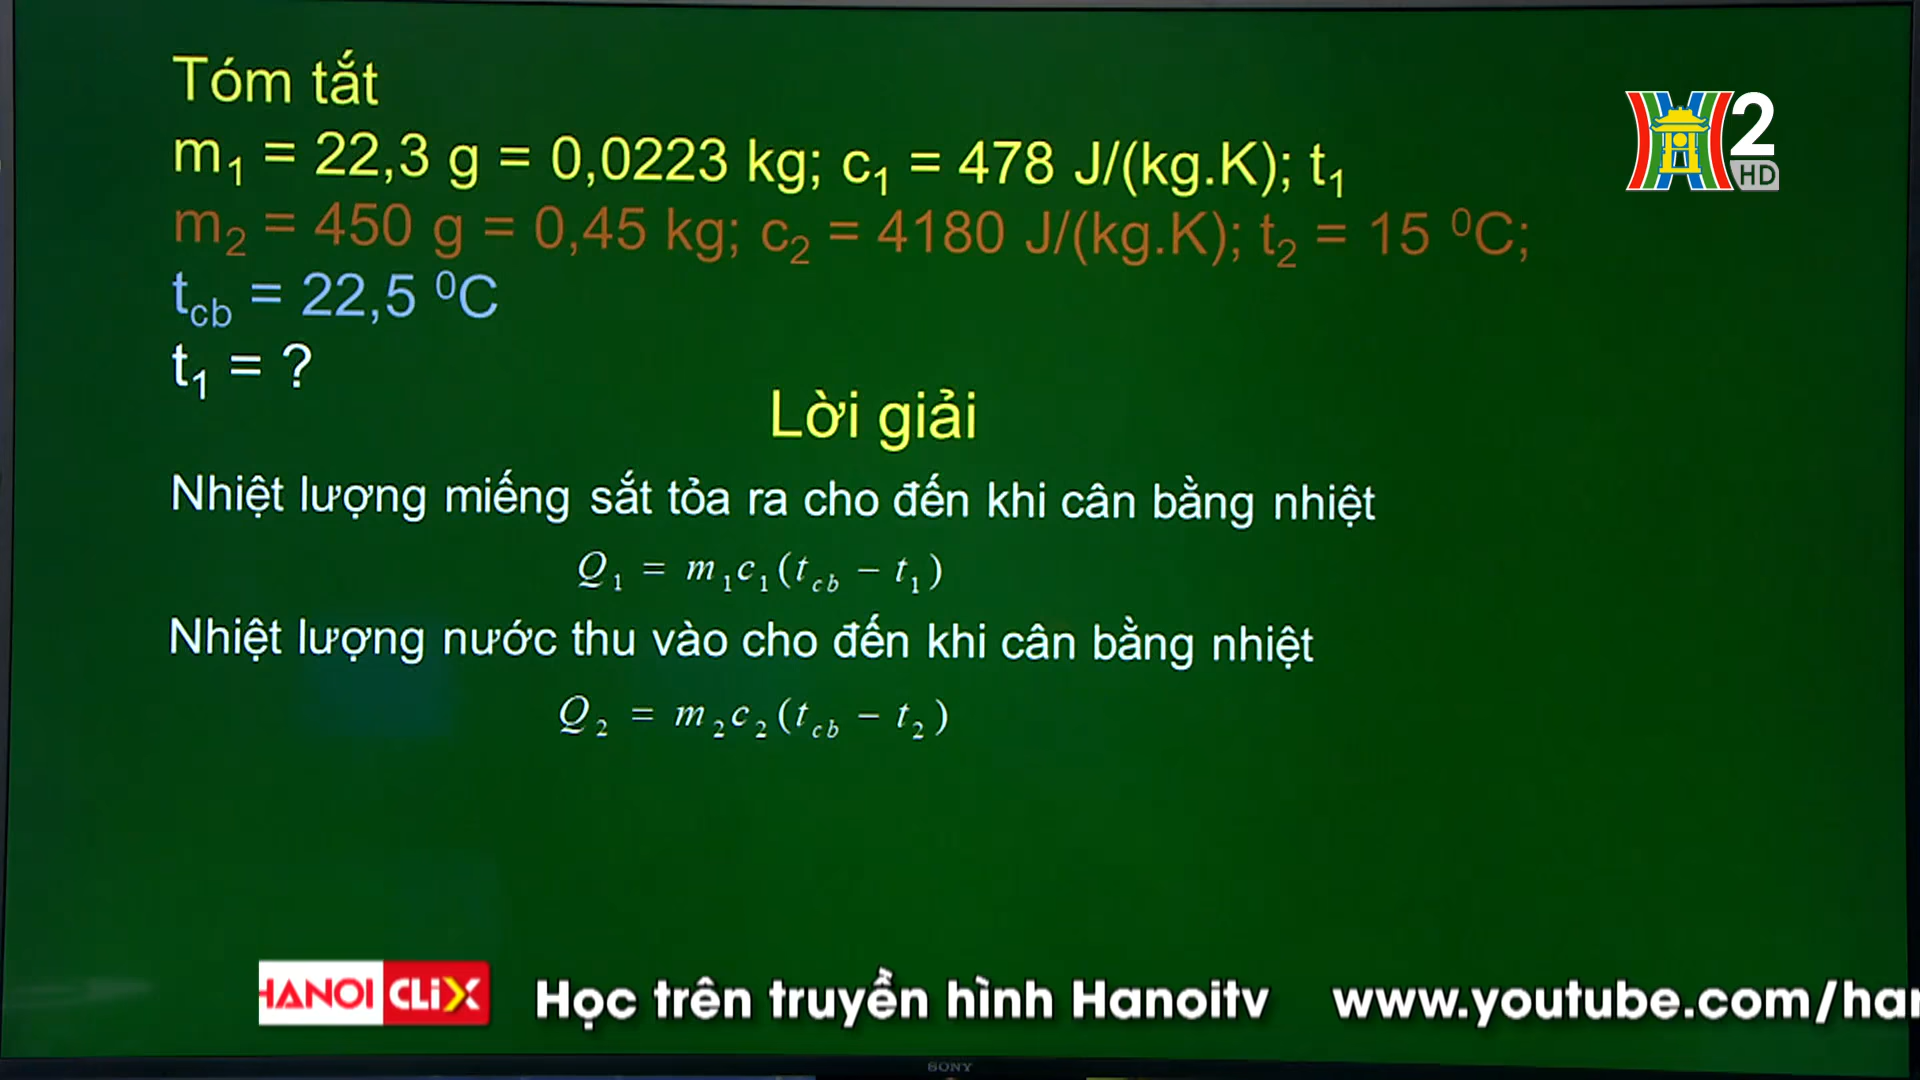 Tóm tắt
2
HD
m₁ = 22,3 g = 0,0223 kg; c₁ = 478 J/(kg.K); t₁
m₂ = 450 g = 0,45 kg; c₂ = 4180 J/(kg.K); t₂ = 15 ⁰C;
t_cb = 22,5 ⁰C
t₁ = ?
Lời giải
Nhiệt lượng miếng sắt tỏa ra cho đến khi cân bằng nhiệt
Q₁ = m₁c₁(t_cb − t₁)
Nhiệt lượng nước thu vào cho đến khi cân bằng nhiệt
Q₂ = m₂c₂(t_cb − t₂)
HANOI CLiX Học trên truyền hình Hanoitv www.youtube.com/han
SONY